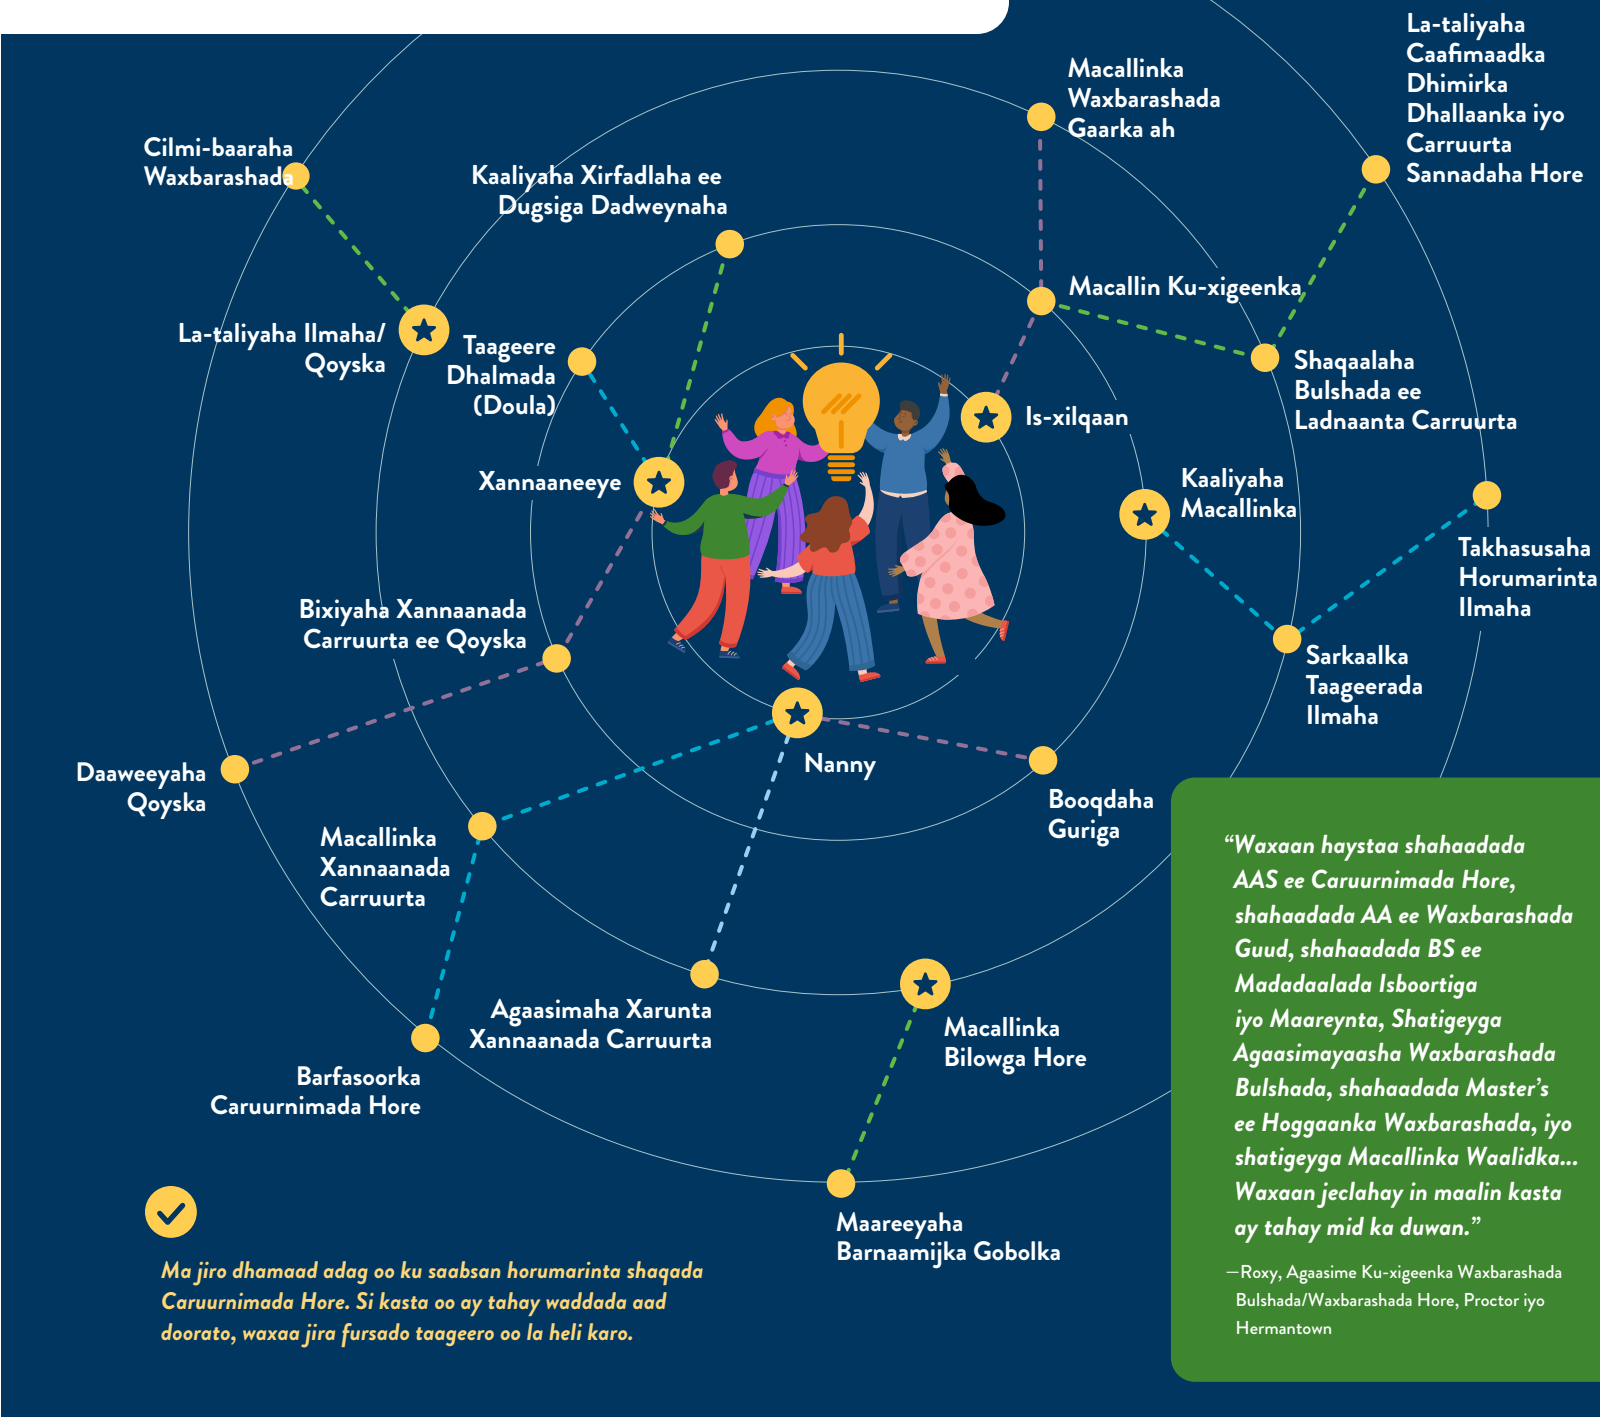 La-taliyaha
Caafimaadka
Dhimirka
Dhallaanka iyo
Carruurta
Sannadaha Hore
Macallinka
Waxbarashada
Gaarka ah
Cilmi-baaraha
Waxbarashada
Kaaliyaha Xirfadlaha ee
Dugsiga Dadweynaha
Macallin Ku-xigeenka
La-taliyaha Ilmaha/
Qoyska
Taageere
Dhalmada
(Doula)
Shaqaalaha
Bulshada ee
Ladnaanta Carruurta
Is-xilqaan
Xannaaneeye
Kaaliyaha
Macallinka
Takhasusaha
Horumarinta
Ilmaha
Bixiyaha Xannaanada
Carruurta ee Qoyska
Sarkaalka
Taageerada
Ilmaha
Nanny
Daaweeyaha
Qoyska
Booqdaha
Guriga
Macallinka
Xannaanada
Carruurta
Agaasimaha Xarunta
Xannaanada Carruurta
Macallinka
Bilowga Hore
Barfasoorka
Caruurnimada Hore
Maareeyaha
Barnaamijka Gobolka
Ma jiro dhamaad adag oo ku saabsan horumarinta shaqada
Caruurnimada Hore. Si kasta oo ay tahay waddada aad
doorato, waxaa jira fursado taageero oo la heli karo.
“Waxaan haystaa shahaadada
AAS ee Caruurnimada Hore,
shahaadada AA ee Waxbarashada
Guud, shahaadada BS ee
Madadaalada Isboortiga
iyo Maareynta, Shatigeyga
Agaasimayaasha Waxbarashada
Bulshada, shahaadada Master’s
ee Hoggaanka Waxbarashada, iyo
shatigeyga Macallinka Waalidka...
Waxaan jeclahay in maalin kasta
ay tahay mid ka duwan.”
—Roxy, Agaasime Ku-xigeenka Waxbarashada
Bulshada/Waxbarashada Hore, Proctor iyo
Hermantown